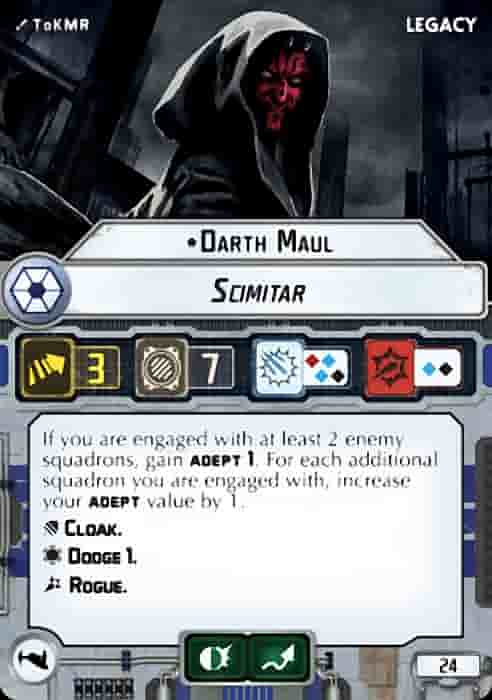 ToKMR
LEGACY
•Darth Maul
Scimitar
3
7
If you are engaged with at least 2 enemy
squadrons, gain ADEPT 1. For each additional
squadron you are engaged with, increase
your ADEPT value by 1.
Cloak.
Dodge 1.
Rogue.
24